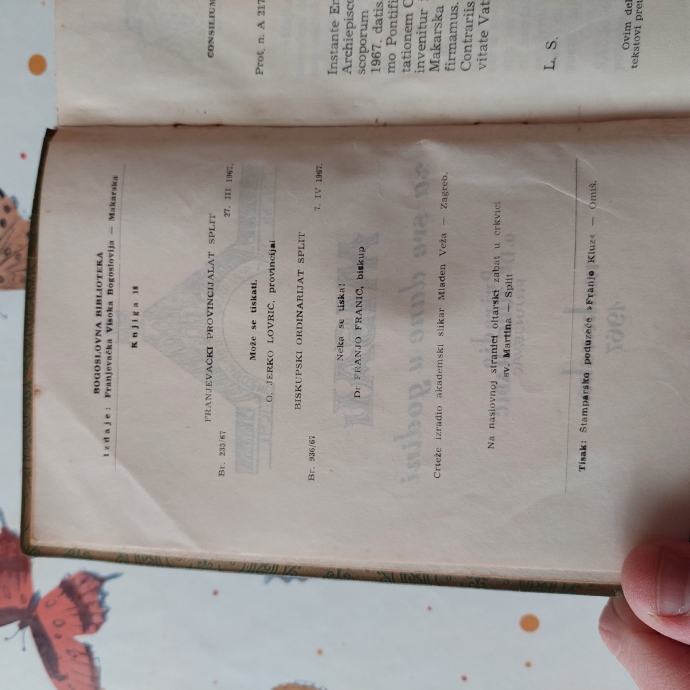 BOGOSLOVNA BIBLIOTEKA
Izdaje: Franjevačka Visoka Bogoslovija — Makarska
Knjiga 18
FRANJEVAČKI PROVINCIJALAT SPLIT
Br. 233/67 27. III 1967.
Može se tiskati.
O. JERKO LOVRIĆ, provincijal
BISKUPSKI ORDINARIJAT SPLIT
Br. 936/67 7. IV 1967.
Neka se tiska!
Dr FRANJO FRANIĆ, biskup
Crteže izradio akademski slikar Mladen Veža — Zagreb.
Na naslovnoj stranici oltarski zabat u crkvici
sv. Martina — Split
Tisak: Štamparsko poduzeće »Franjo Kluz« — Omiš.
CONSILIUM
Prot. n. A 217
Instante Em
Archiepisco
scoporum
1967. datis,
mo Pontifi
tationem C
invenitur
Makarska
firmamus.
Contrariis
vitate Vat
L. S.
Ovim dek
tekstovi pret